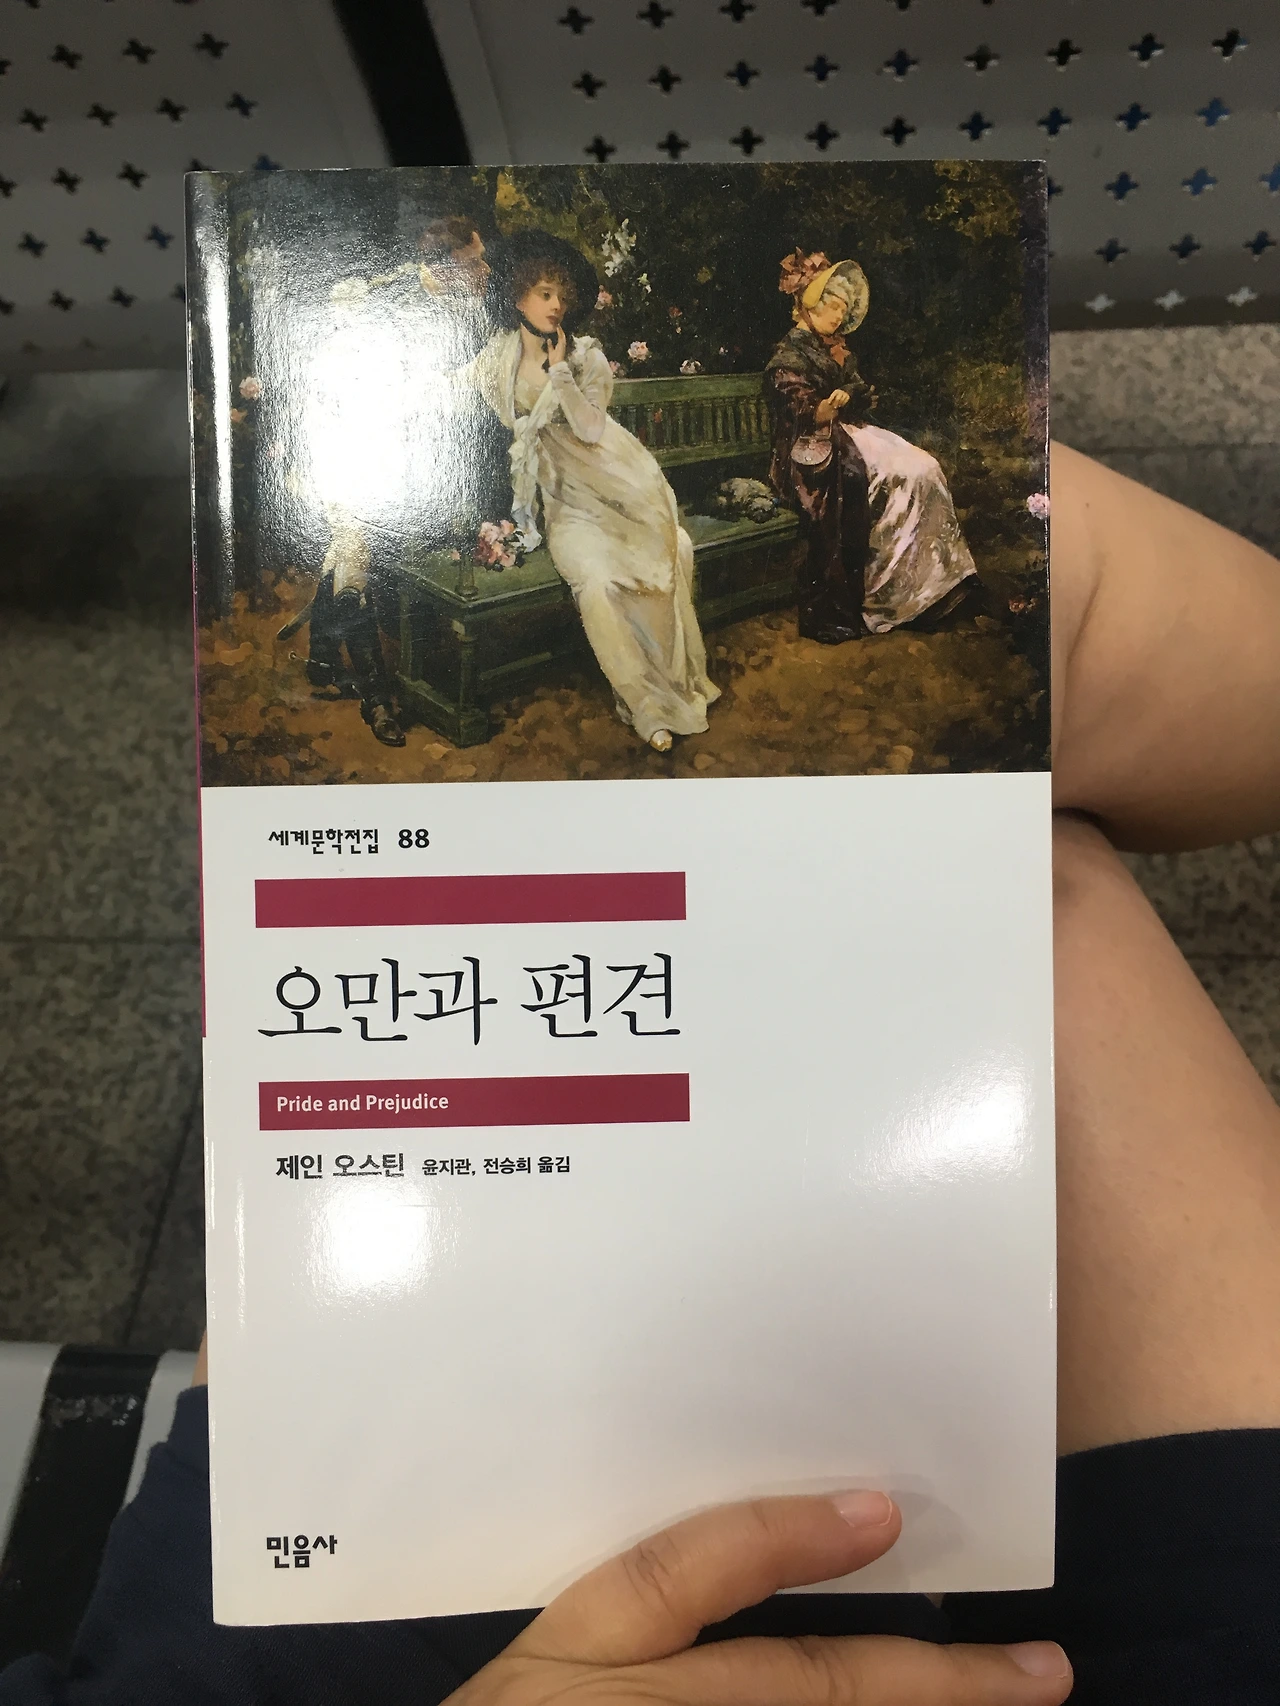 세계문학전집 88
오만과 편견
Pride and Prejudice
제인 오스틴 윤지관, 전승희 옮김
민음사